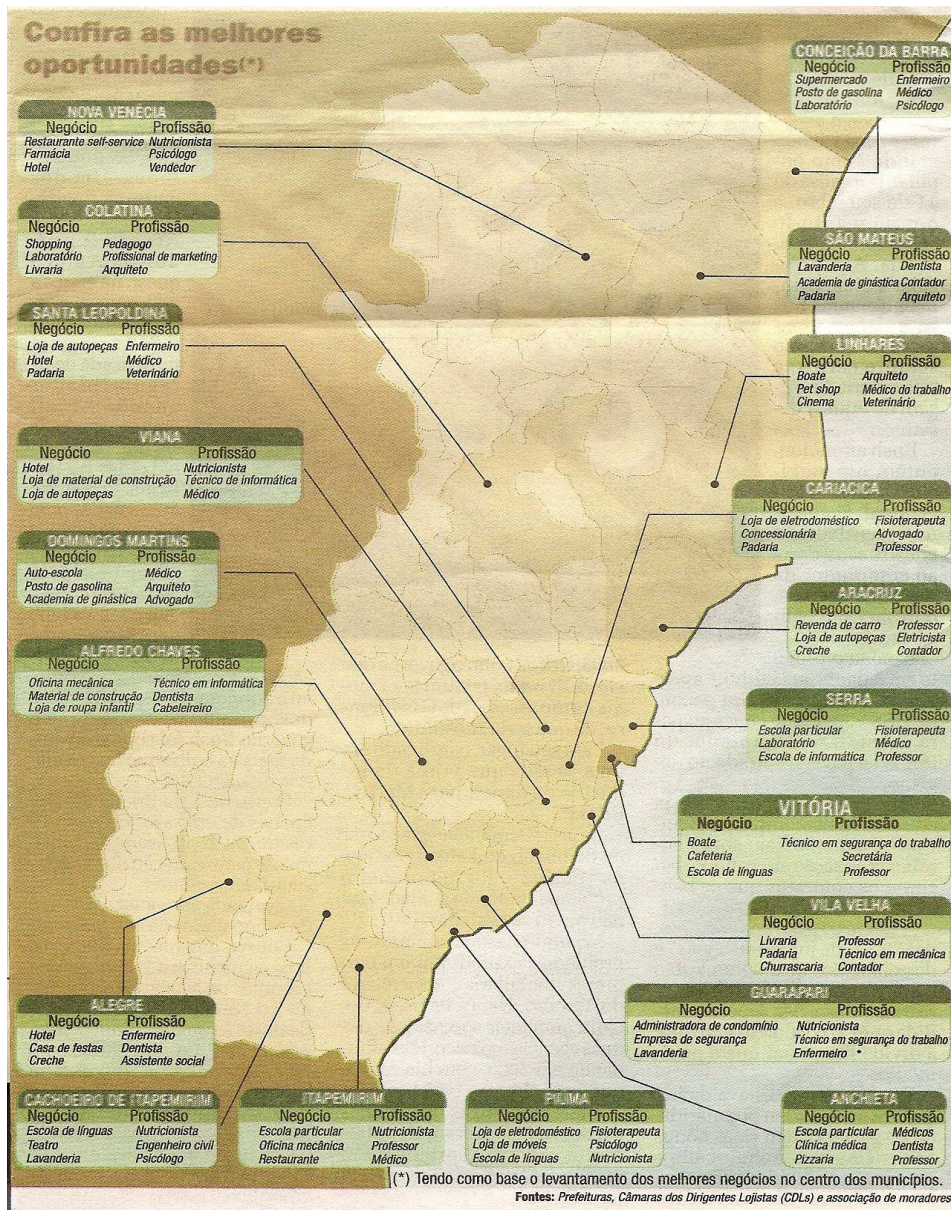 Confira as melhores
oportunidades(*)
NOVA VENÉCIA
Negócio Profissão
Restaurante self-service Nutricionista
Farmácia Psicólogo
Hotel Vendedor
COLATINA
Negócio Profissão
Shopping Pedagogo
Laboratório Profissional de marketing
Livraria Arquiteto
SANTA LEOPOLDINA
Negócio Profissão
Loja de autopeças Enfermeiro
Hotel Médico
Padaria Veterinário
VIANA
Negócio Profissão
Hotel Nutricionista
Loja de material de construção Técnico de informática
Loja de autopeças Médico
DOMINGOS MARTINS
Negócio Profissão
Auto-escola Médico
Posto de gasolina Arquiteto
Academia de ginástica Advogado
ALFREDO CHAVES
Negócio Profissão
Oficina mecânica Técnico em informática
Material de construção Dentista
Loja de roupa infantil Cabeleireiro
CONCEIÇÃO DA BARRA
Negócio Profissão
Supermercado Enfermeiro
Posto de gasolina Médico
Laboratório Psicólogo
SÃO MATEUS
Negócio Profissão
Lavanderia Dentista
Academia de ginástica Contador
Padaria Arquiteto
LINHARES
Negócio Profissão
Boate Arquiteto
Pet shop Médico do trabalho
Cinema Veterinário
CARIACICA
Negócio Profissão
Loja de eletrodoméstico Fisioterapeuta
Concessionária Advogado
Padaria Professor
ARACRUZ
Negócio Profissão
Revenda de carro Professor
Loja de autopeças Eletricista
Creche Contador
SERRA
Negócio Profissão
Escola particular Fisioterapeuta
Laboratório Médico
Escola de informática Professor
VITÓRIA
Negócio Profissão
Boate Técnico em segurança do trabalho
Cafeteria Secretária
Escola de línguas Professor
VILA VELHA
Negócio Profissão
Livraria Professor
Padaria Técnico em mecânica
Churrascaria Contador
GUARAPARI
Negócio Profissão
Administradora de condomínio Nutricionista
Empresa de segurança Técnico em segurança do trabalho
Lavanderia Enfermeiro
ALEGRE
Negócio Profissão
Hotel Enfermeiro
Casa de festas Dentista
Creche Assistente social
CACHOEIRO DE ITAPEMIRIM
Negócio Profissão
Escola de línguas Nutricionista
Teatro Engenheiro civil
Lavanderia Psicólogo
ITAPEMIRIM
Negócio Profissão
Escola particular Nutricionista
Oficina mecânica Professor
Restaurante Médico
PIÚMA
Negócio Profissão
Loja de eletrodoméstico Fisioterapeuta
Loja de móveis Psicólogo
Escola de línguas Nutricionista
ANCHIETA
Negócio Profissão
Escola particular Médicos
Clínica médica Dentista
Pizzaria Professor
(*) Tendo como base o levantamento dos melhores negócios no centro dos municípios.
Fontes: Prefeituras, Câmaras dos Dirigentes Lojistas (CDLs) e associação de moradores